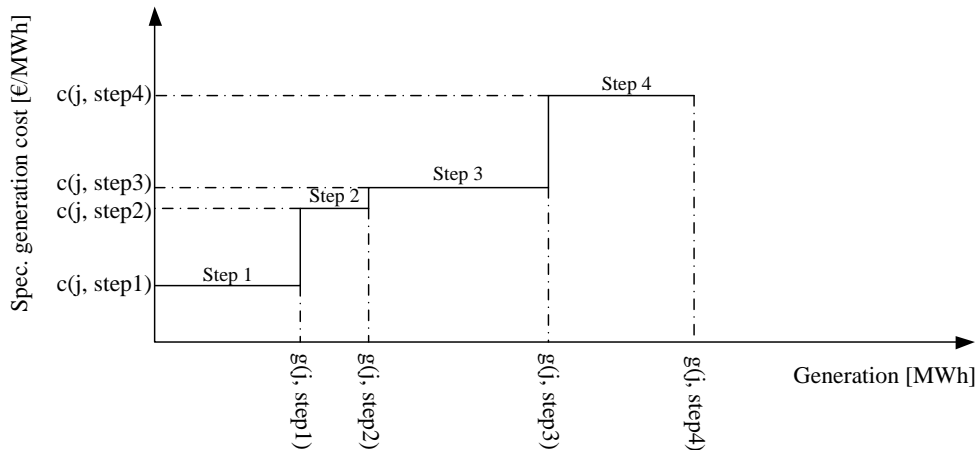 Spec. generation cost [€/MWh]
c(j, step4)
Step 4
c(j, step3)
Step 3
Step 2
c(j, step2)
Step 1
c(j, step1)
g(j, step1)
g(j, step2)
g(j, step3)
g(j, step4)
Generation [MWh]